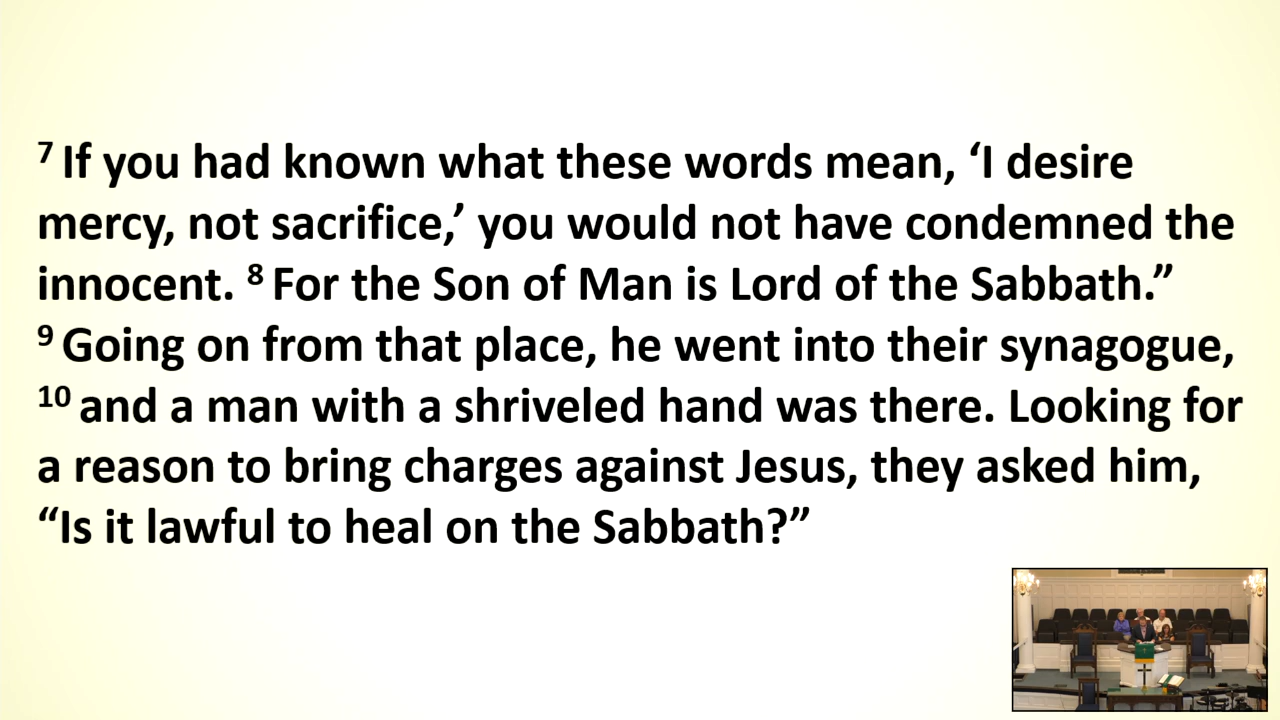 ⁷ If you had known what these words mean, ‘I desire
mercy, not sacrifice,’ you would not have condemned the
innocent. ⁸ For the Son of Man is Lord of the Sabbath.”
⁹ Going on from that place, he went into their synagogue,
¹⁰ and a man with a shriveled hand was there. Looking for
a reason to bring charges against Jesus, they asked him,
“Is it lawful to heal on the Sabbath?”